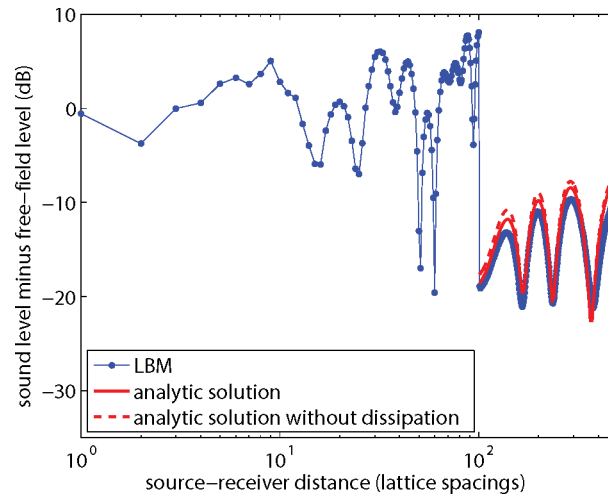 sound level minus free−field level (dB)
10
0
−10
−20
−30
LBM
analytic solution
analytic solution without dissipation
10⁰
10¹
10²
source−receiver distance (lattice spacings)